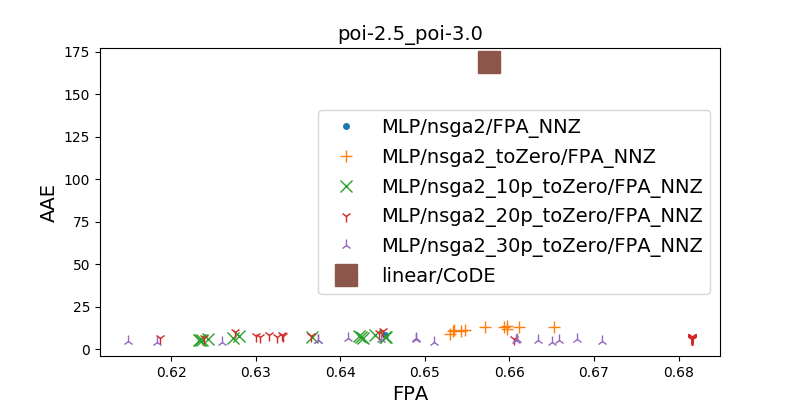 poi-2.5_poi-3.0
175
150
125
100
75
50
25
0
AAE
MLP/nsga2/FPA_NNZ
MLP/nsga2_toZero/FPA_NNZ
MLP/nsga2_10p_toZero/FPA_NNZ
MLP/nsga2_20p_toZero/FPA_NNZ
MLP/nsga2_30p_toZero/FPA_NNZ
linear/CoDE
0.62 0.63 0.64 0.65 0.66 0.67 0.68
FPA